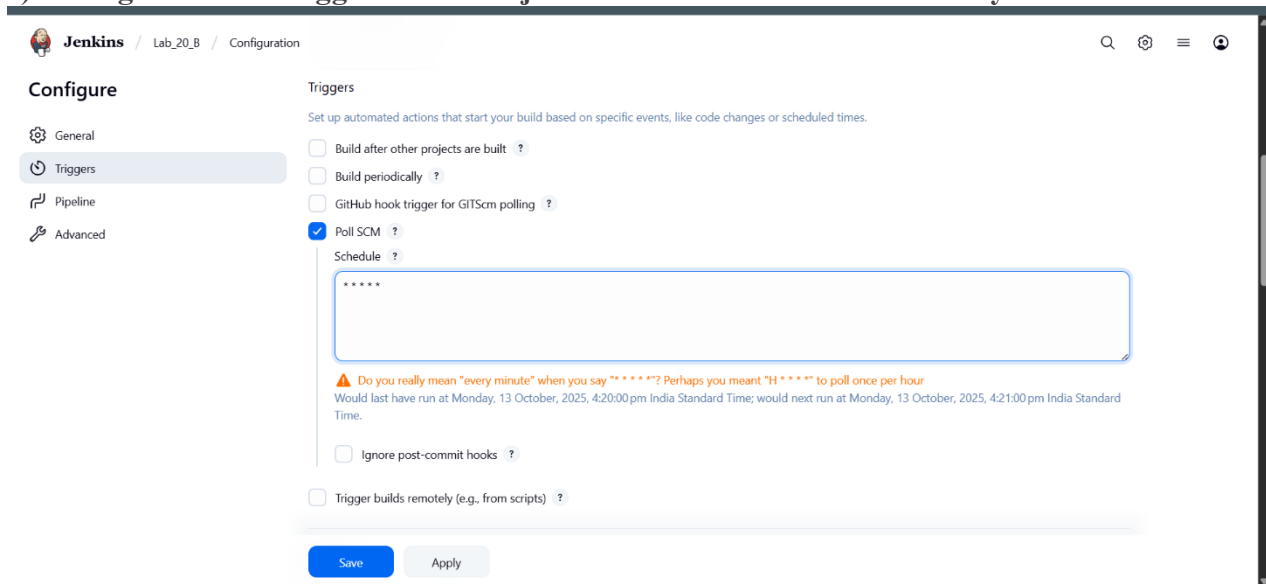 Jenkins / Lab_20_B / Configuration
Configure
General
Triggers
Pipeline
Advanced
Triggers
Set up automated actions that start your build based on specific events, like code changes or scheduled times.
Build after other projects are built ?
Build periodically ?
GitHub hook trigger for GITScm polling ?
Poll SCM ?
Schedule ?
* * * * *
Do you really mean "every minute" when you say "* * * * *"? Perhaps you meant "H * * * *" to poll once per hour
Would last have run at Monday, 13 October, 2025, 4:20:00 pm India Standard Time; would next run at Monday, 13 October, 2025, 4:21:00 pm India Standard
Time.
Ignore post-commit hooks ?
Trigger builds remotely (e.g., from scripts) ?
Save Apply